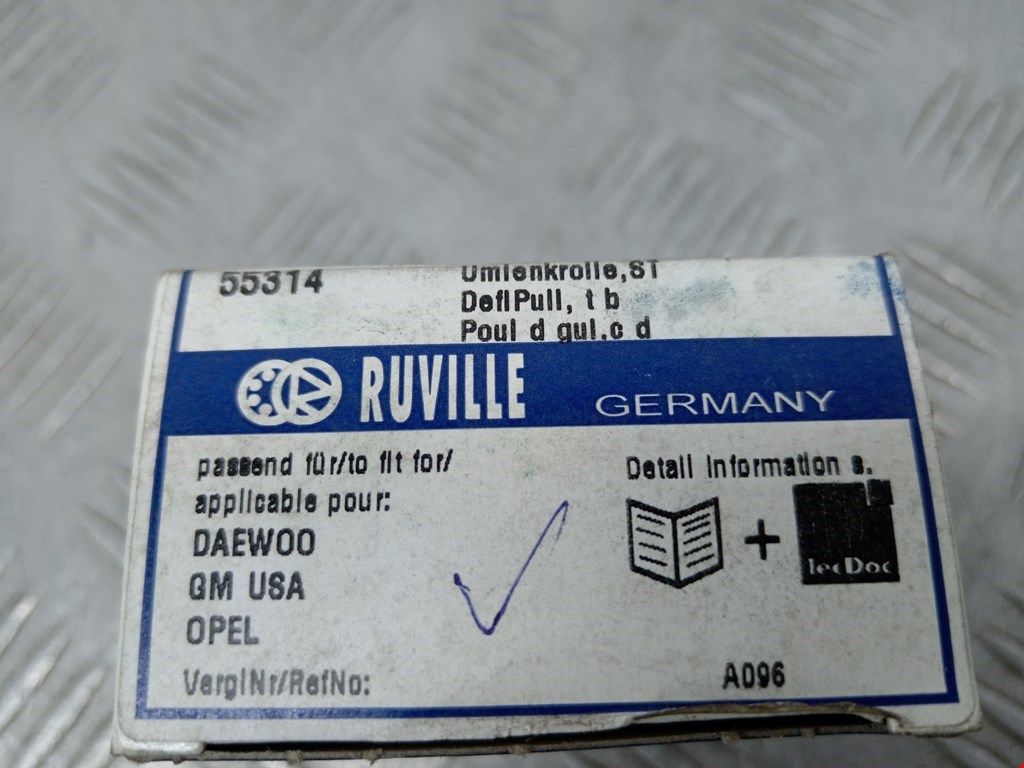 55314
Umlenkrolle,ST
DeflPull, t b
Poul d gui.c d
RUVILLE
GERMANY
passend für/to fit for/
applicable pour:
DAEWOO
GM USA
OPEL
VerglNr/RefNo:
Detail Information s.
TecDoc
A096